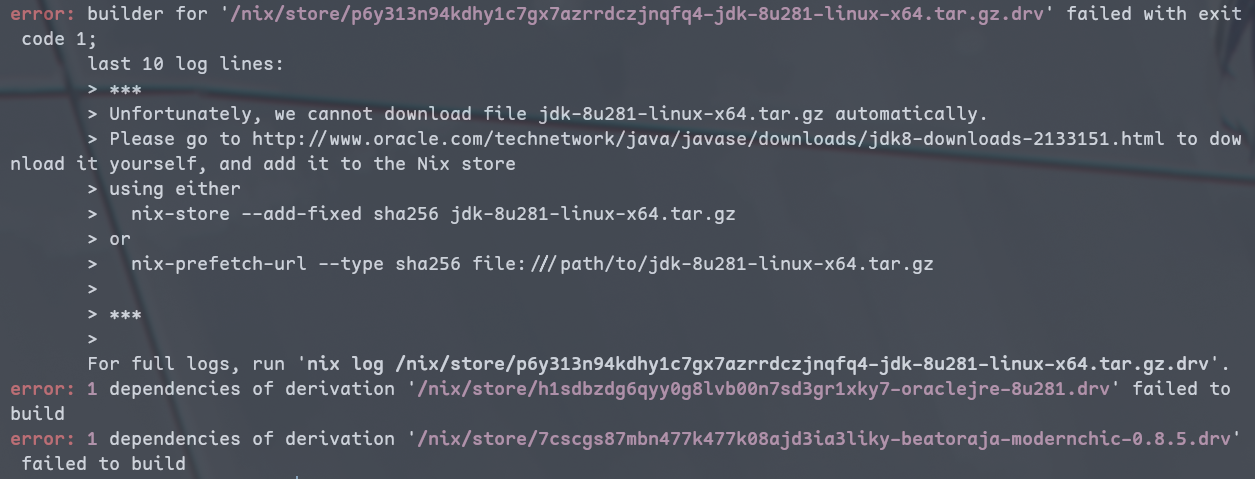 error: builder for '/nix/store/p6y313n94kdhy1c7gx7azrrdczjnqfq4-jdk-8u281-linux-x64.tar.gz.drv' failed with exit
code 1;
last 10 log lines:
> ***
> Unfortunately, we cannot download file jdk-8u281-linux-x64.tar.gz automatically.
> Please go to http://www.oracle.com/technetwork/java/javase/downloads/jdk8-downloads-2133151.html to dow
nload it yourself, and add it to the Nix store
> using either
>   nix-store --add-fixed sha256 jdk-8u281-linux-x64.tar.gz
> or
>   nix-prefetch-url --type sha256 file:///path/to/jdk-8u281-linux-x64.tar.gz
>
> ***
>
For full logs, run 'nix log /nix/store/p6y313n94kdhy1c7gx7azrrdczjnqfq4-jdk-8u281-linux-x64.tar.gz.drv'.
error: 1 dependencies of derivation '/nix/store/h1sdbzdg6qyy0g8lvb00n7sd3gr1xky7-oraclejre-8u281.drv' failed to
build
error: 1 dependencies of derivation '/nix/store/7cscgs87mbn477k477k08ajd3ia3liky-beatoraja-modernchic-0.8.5.drv'
failed to build